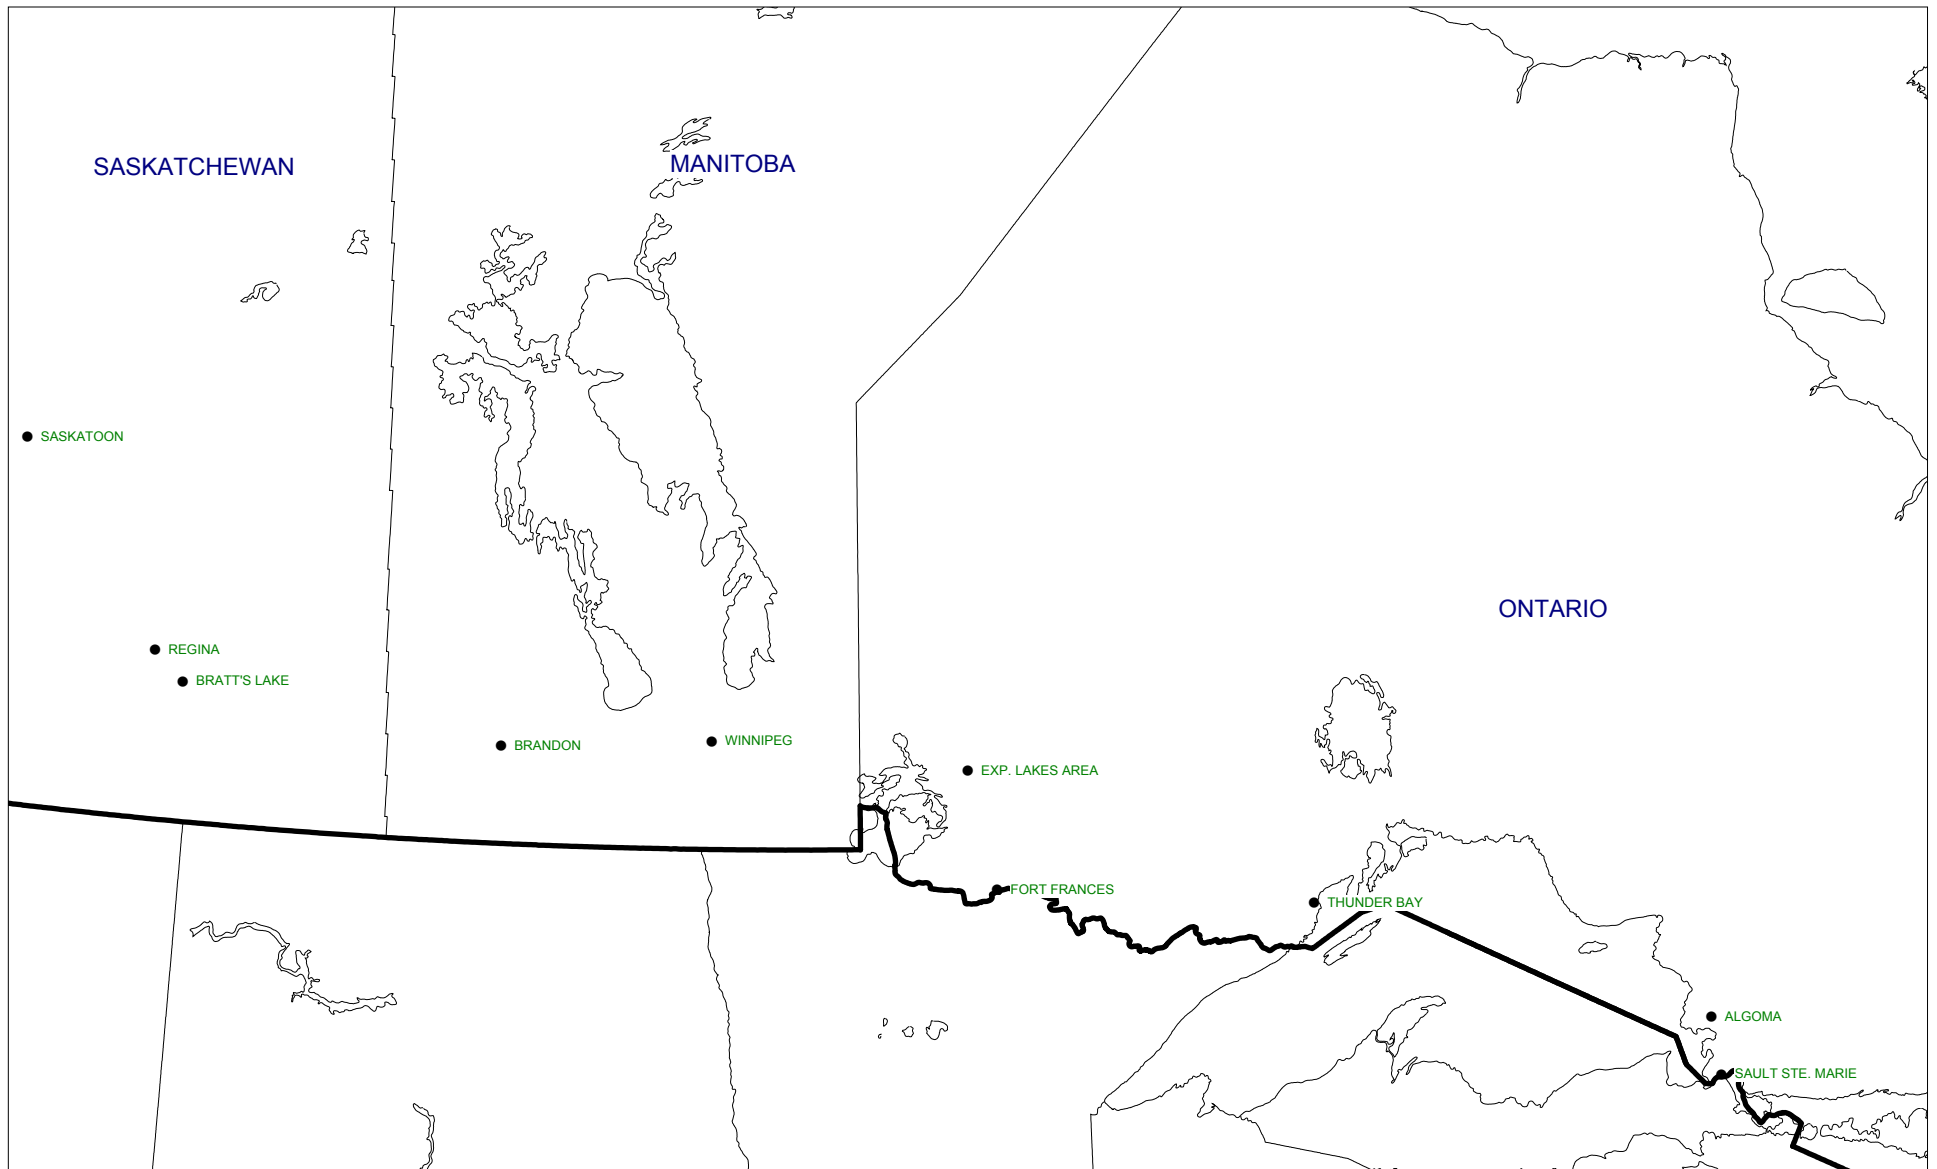 SASKATCHEWAN
MANITOBA
SASKATOON
ONTARIO
REGINA
BRATT'S LAKE
BRANDON
WINNIPEG
EXP. LAKES AREA
FORT FRANCES
THUNDER BAY
ALGOMA
SAULT STE. MARIE